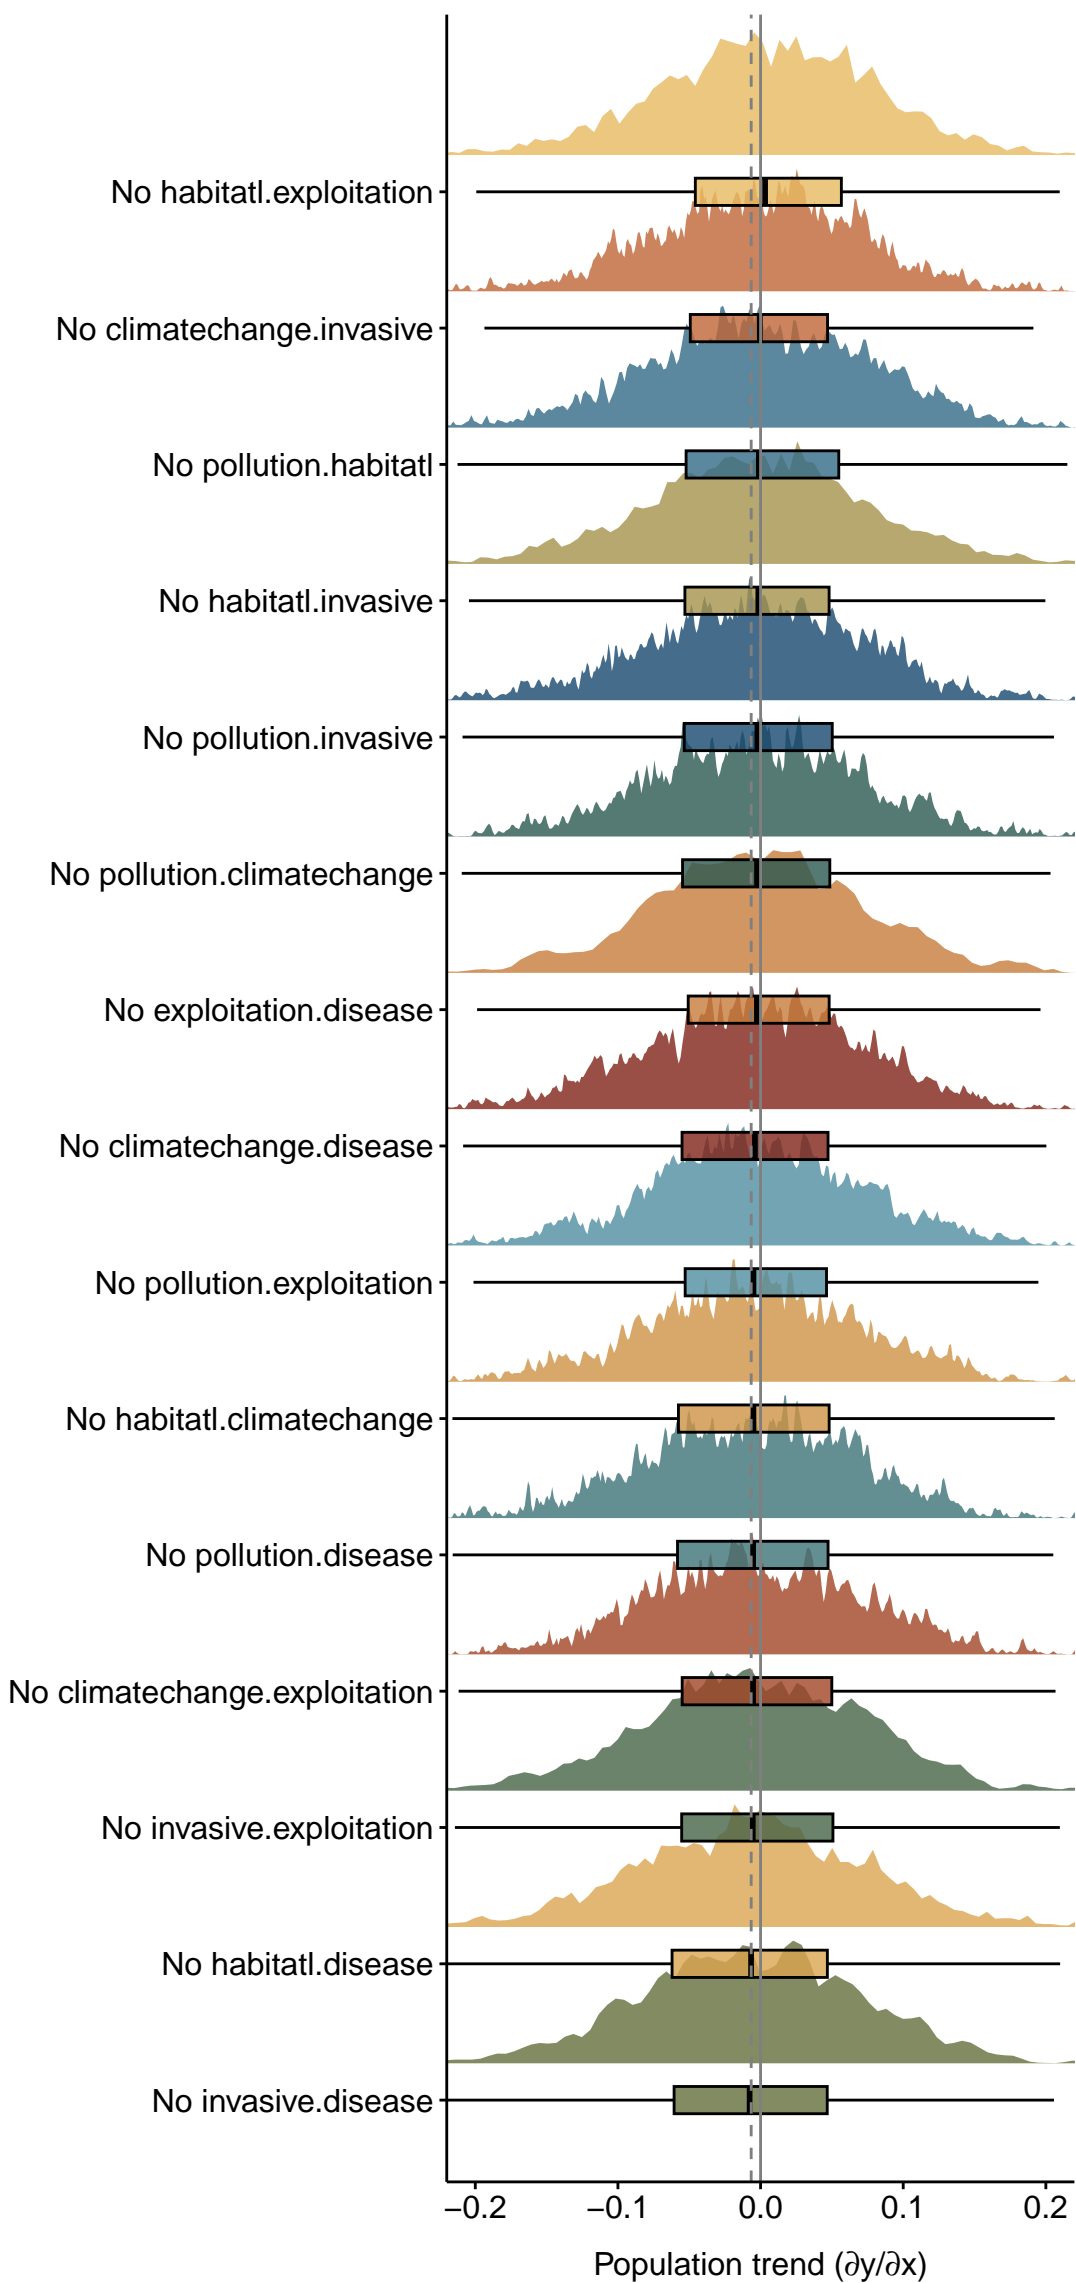 No habitatl.exploitation
No climatechange.invasive
No pollution.habitatl
No habitatl.invasive
No pollution.invasive
No pollution.climatechange
No exploitation.disease
No climatechange.disease
No pollution.exploitation
No habitatl.climatechange
No pollution.disease
No climatechange.exploitation
No invasive.exploitation
No habitatl.disease
No invasive.disease
−0.2 −0.1 0.0 0.1 0.2
Population trend (∂y/∂x)